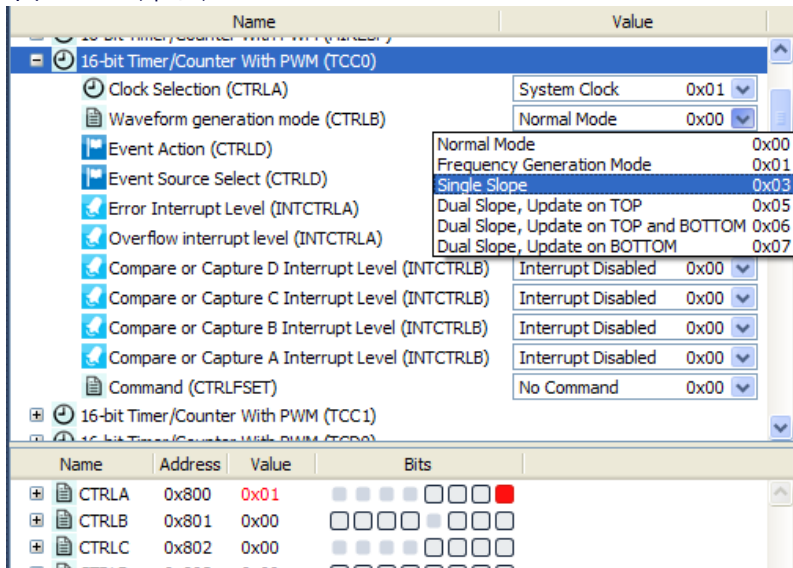 Name Value
16-bit Timer/Counter With PWM (TCC0)
Clock Selection (CTRLA) System Clock 0x01
Waveform generation mode (CTRLB) Normal Mode 0x00
Event Action (CTRLD)
Event Source Select (CTRLD)
Error Interrupt Level (INTCTRLA)
Overflow interrupt level (INTCTRLA)
Normal Mode 0x00
Frequency Generation Mode 0x01
Single Slope 0x03
Dual Slope, Update on TOP 0x05
Dual Slope, Update on TOP and BOTTOM 0x06
Dual Slope, Update on BOTTOM 0x07
Compare or Capture D Interrupt Level (INTCTRLB) Interrupt Disabled 0x00
Compare or Capture C Interrupt Level (INTCTRLB) Interrupt Disabled 0x00
Compare or Capture B Interrupt Level (INTCTRLB) Interrupt Disabled 0x00
Compare or Capture A Interrupt Level (INTCTRLB) Interrupt Disabled 0x00
Command (CTRLFSET) No Command 0x00
16-bit Timer/Counter With PWM (TCC1)
Name Address Value Bits
CTRLA 0x800 0x01
CTRLB 0x801 0x00
CTRLC 0x802 0x00